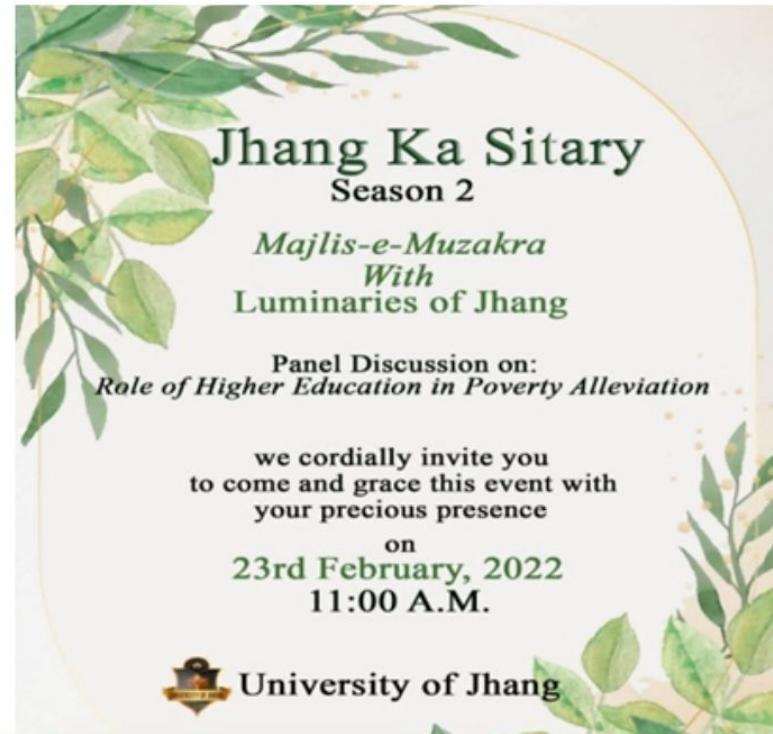 Jhang Ka Sitary
Season 2
Majlis-e-Muzakra
With
Luminaries of Jhang
Panel Discussion on:
Role of Higher Education in Poverty Alleviation
we cordially invite you
to come and grace this event with
your precious presence
on
23rd February, 2022
11:00 A.M.
University of Jhang